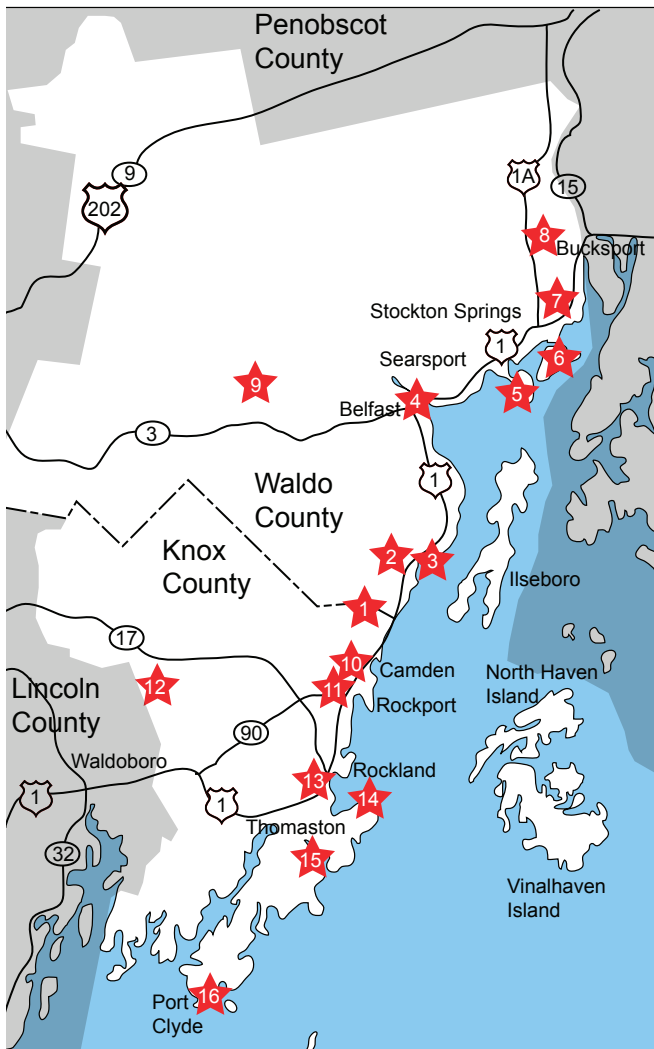 Penobscot
County
9
202
1A
15
8
Bucksport
7
Stockton Springs
1
6
Searsport
9
5
4
Belfast
3
1
Waldo
County
Knox
County
2
3
Ilseboro
1
17
10
Camden
12
11
North Haven
Island
Lincoln
County
Rockport
90
Waldoboro
13
Rockland
1
1
14
Thomaston
32
15
Vinalhaven
Island
16
Port
Clyde